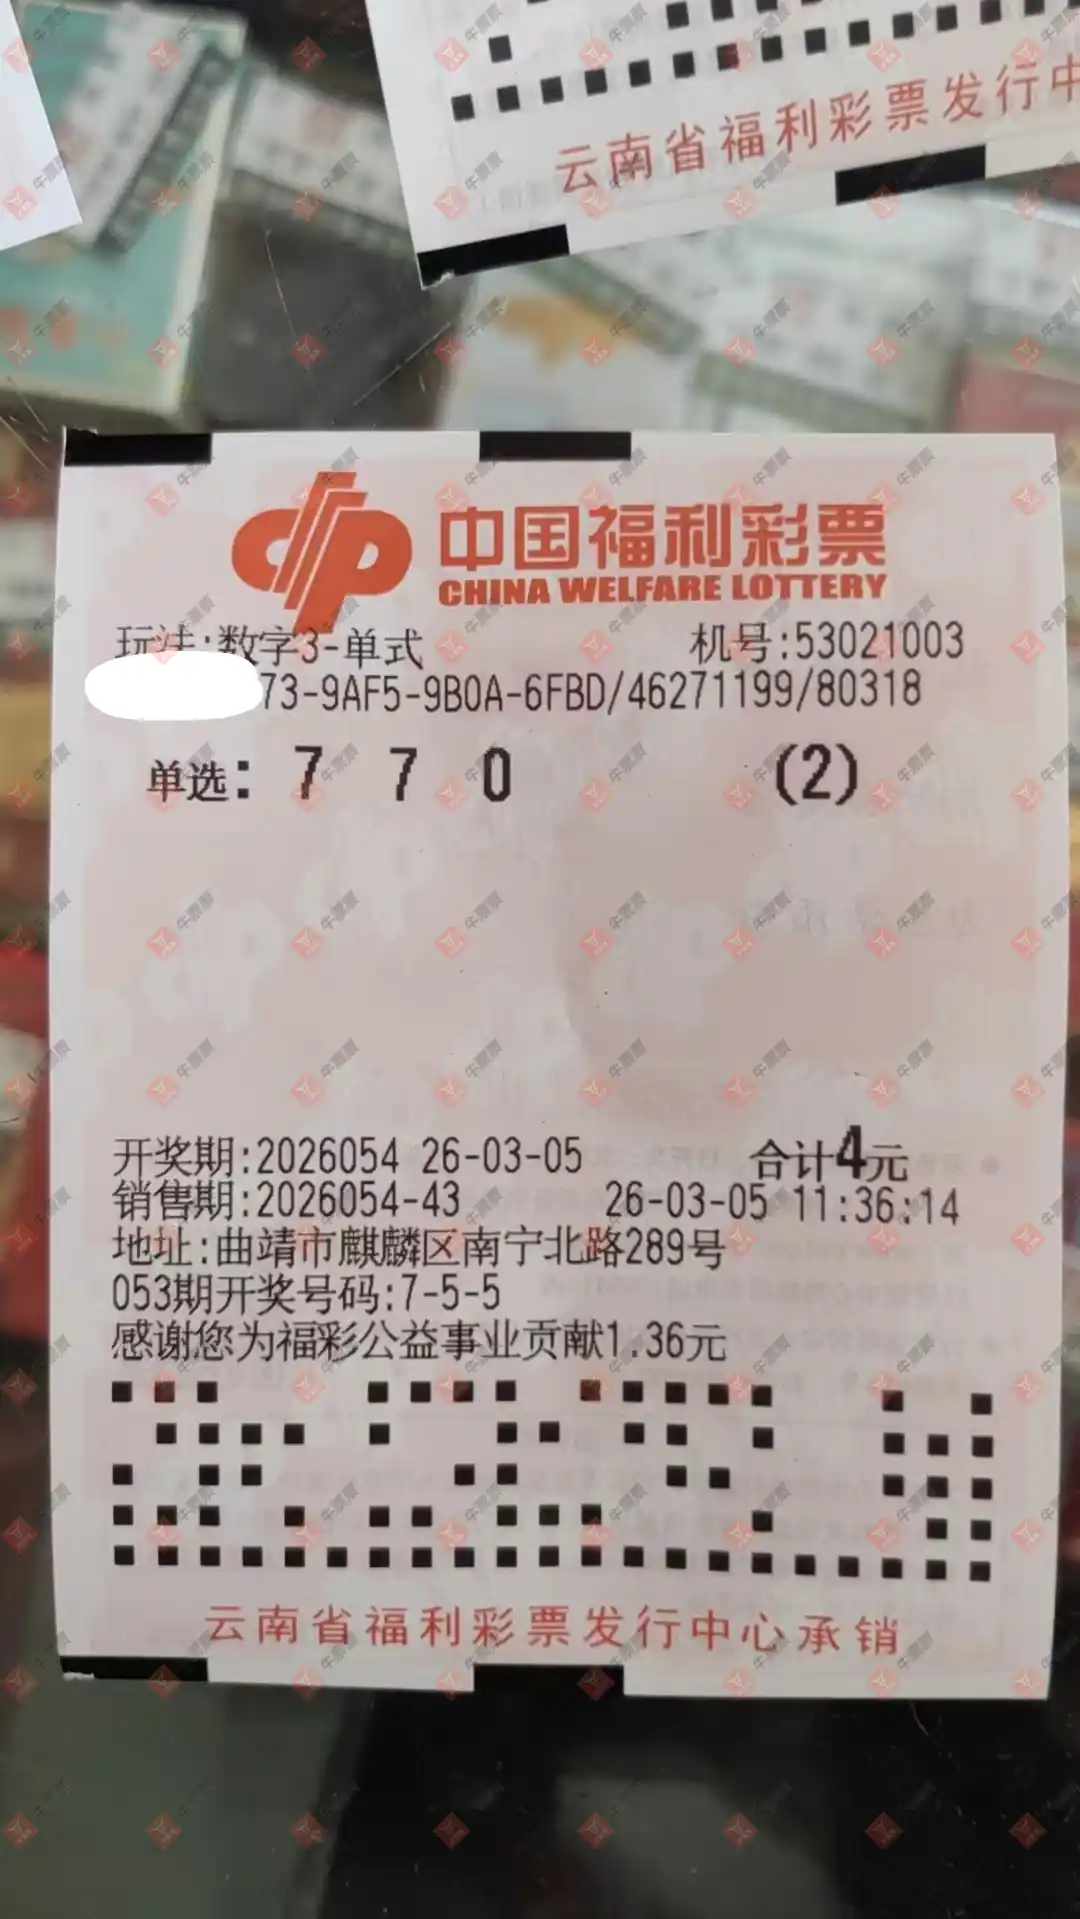 云南省福利彩票发行中
中国福利彩票
CHINA WELFARE LOTTERY
玩法:数字3-单式 机号:53021003
73-9AF5-9B0A-6FBD/46271199/80318
单选: 7 7 0 (2)
开奖期:2026054 26-03-05 合计4元
销售期:2026054-43 26-03-05 11:36:14
地址:曲靖市麒麟区南宁北路289号
053期开奖号码:7-5-5
感谢您为福彩公益事业贡献1.36元
云南省福利彩票发行中心承销
牛票票